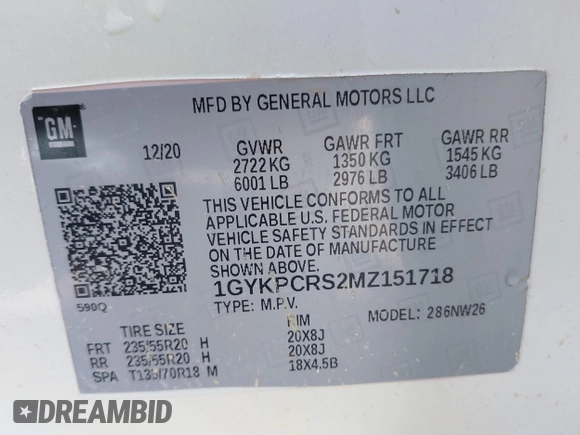 MFD BY GENERAL MOTORS LLC
GM
12/20 GVWR GAWR FRT GAWR RR
2722 KG 1350 KG 1545 KG
6001 LB 2976 LB 3406 LB
THIS VEHICLE CONFORMS TO ALL
APPLICABLE U.S. FEDERAL MOTOR
VEHICLE SAFETY STANDARDS IN EFFECT
ON THE DATE OF MANUFACTURE
SHOWN ABOVE.
1GYKPCRS2MZ151718
590Q
TYPE: M.P.V. MODEL: 286NW26
TIRE SIZE RIM
FRT 235/55R20 H 20X8J
RR 235/55R20 H 20X8J
SPA T135/70R18 M 18X4.5B
DREAMBID